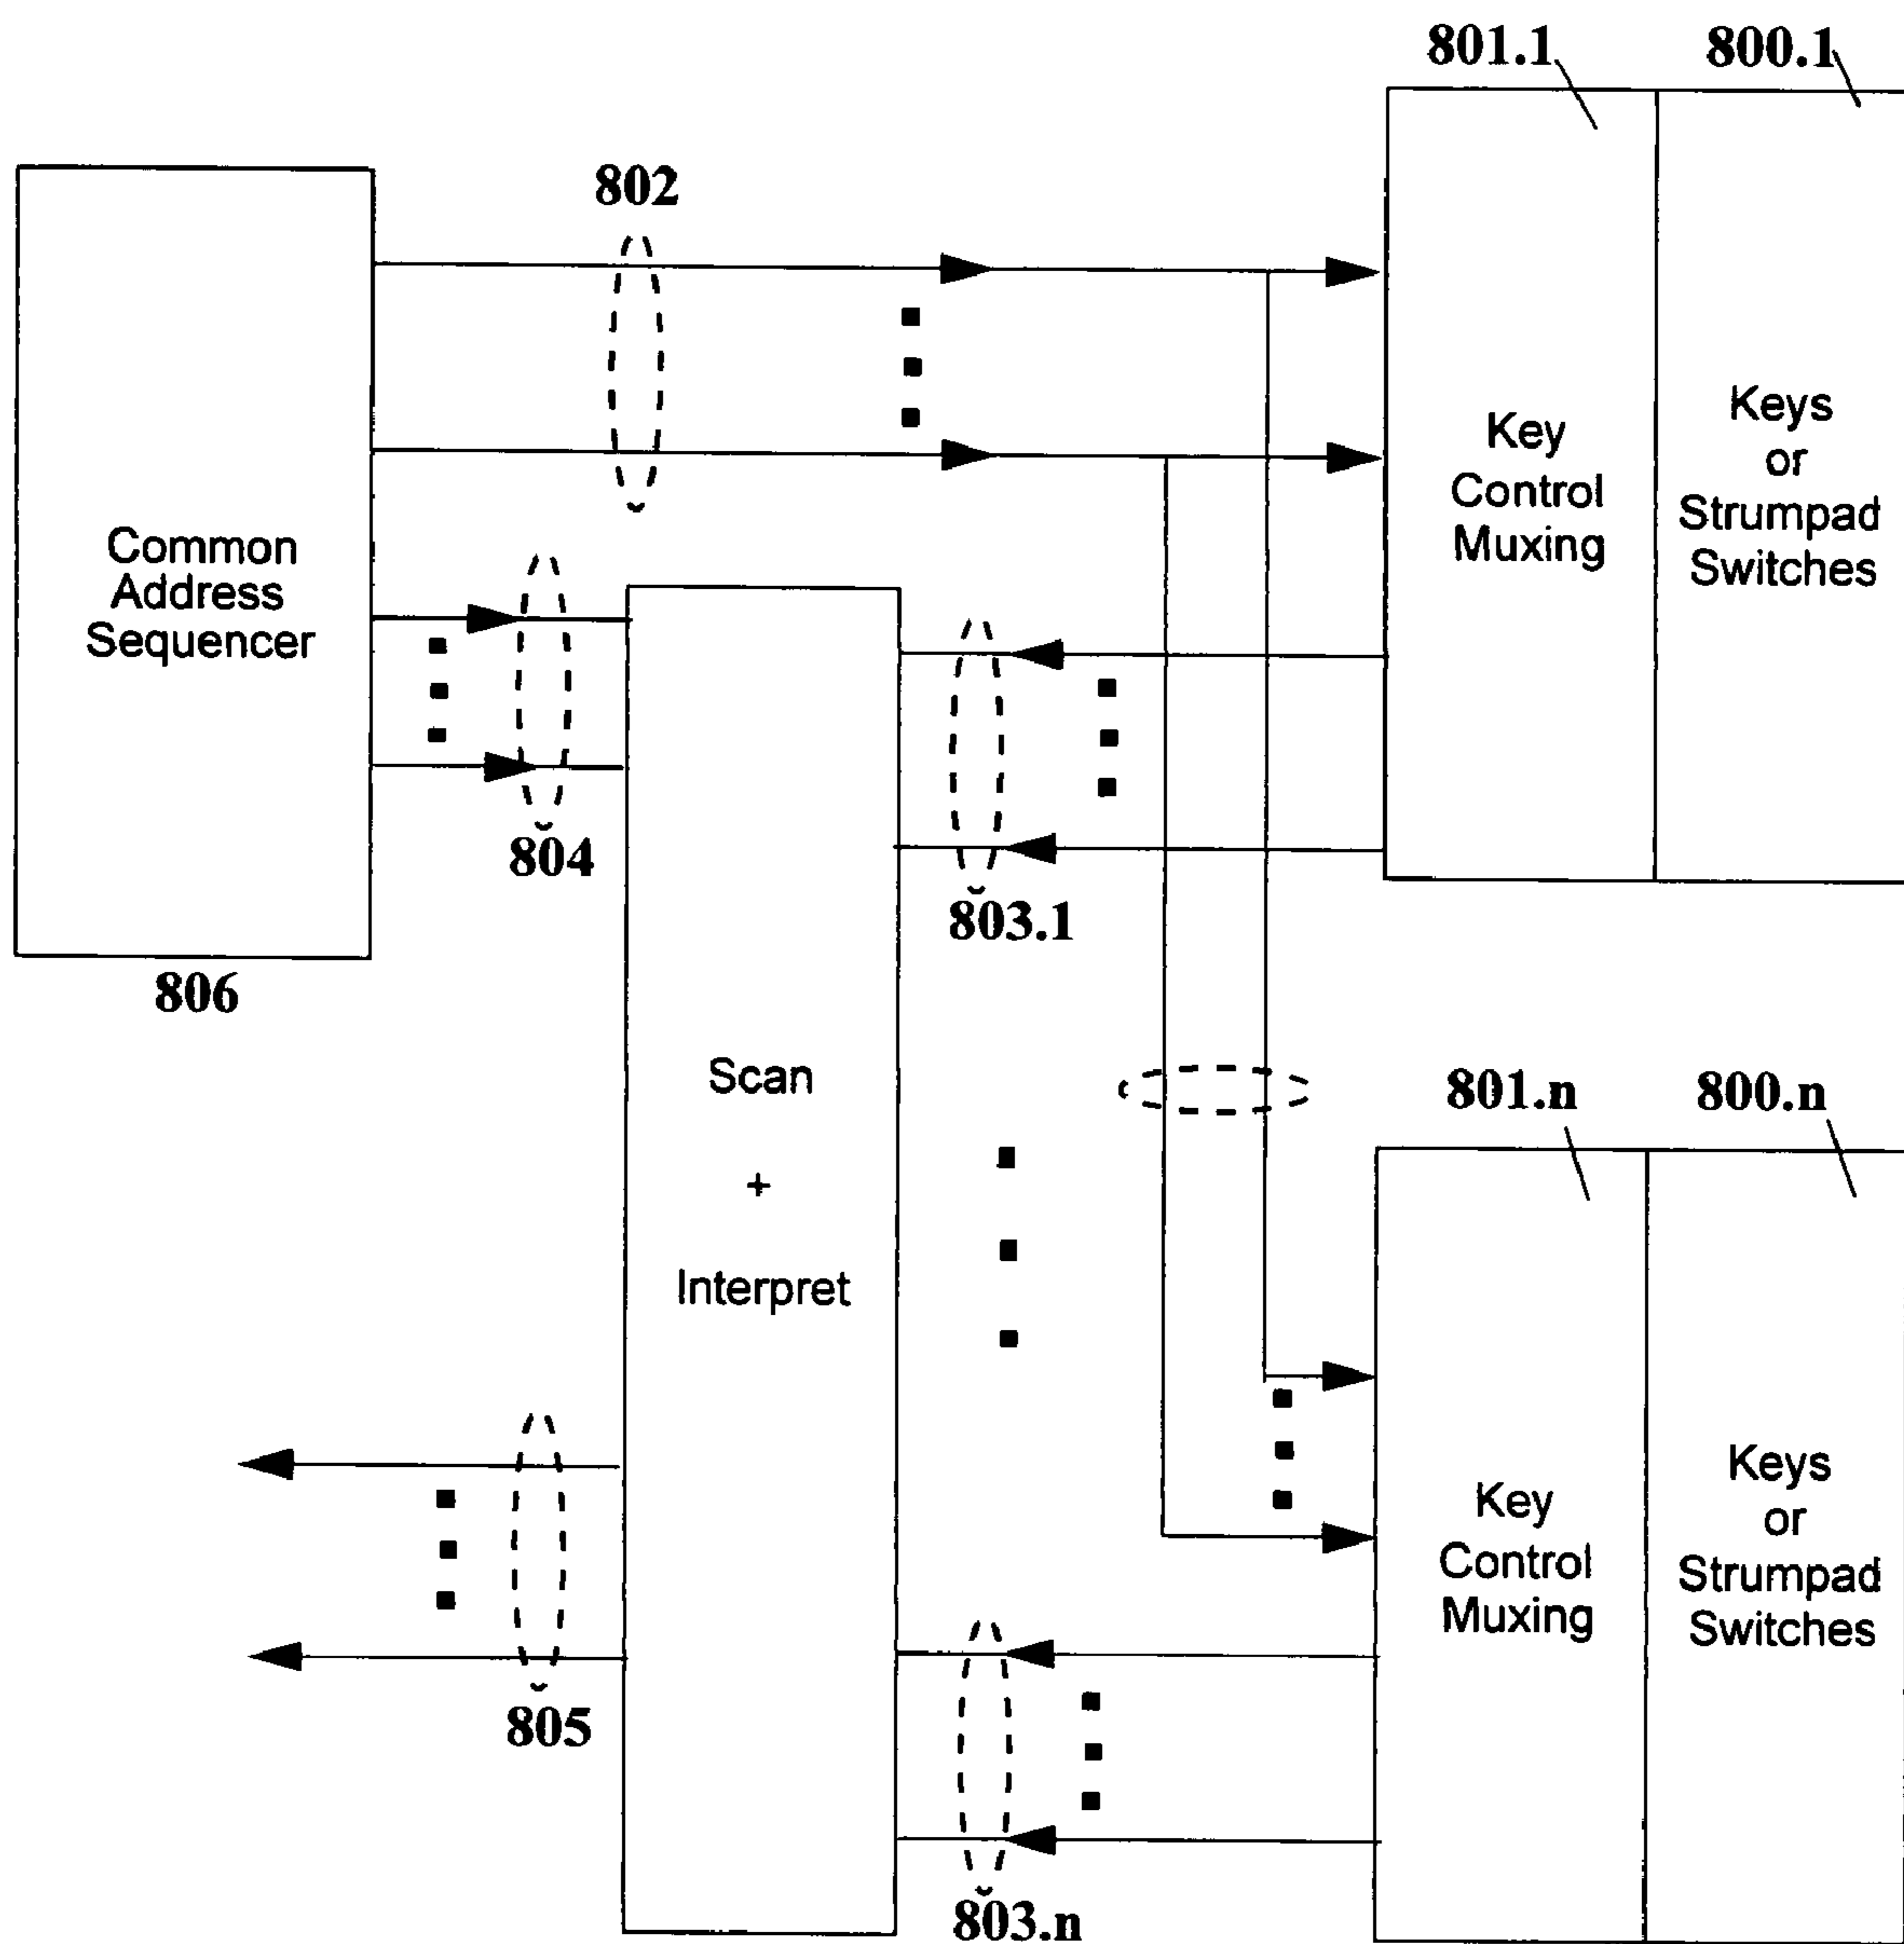 801.1
800.1
802
Common
Address
Sequencer
Key
Control
Muxing
Keys
or
Strumpad
Switches
804
803.1
806
Scan
+
Interpret
801.n
800.n
Key
Control
Muxing
Keys
or
Strumpad
Switches
805
803.n